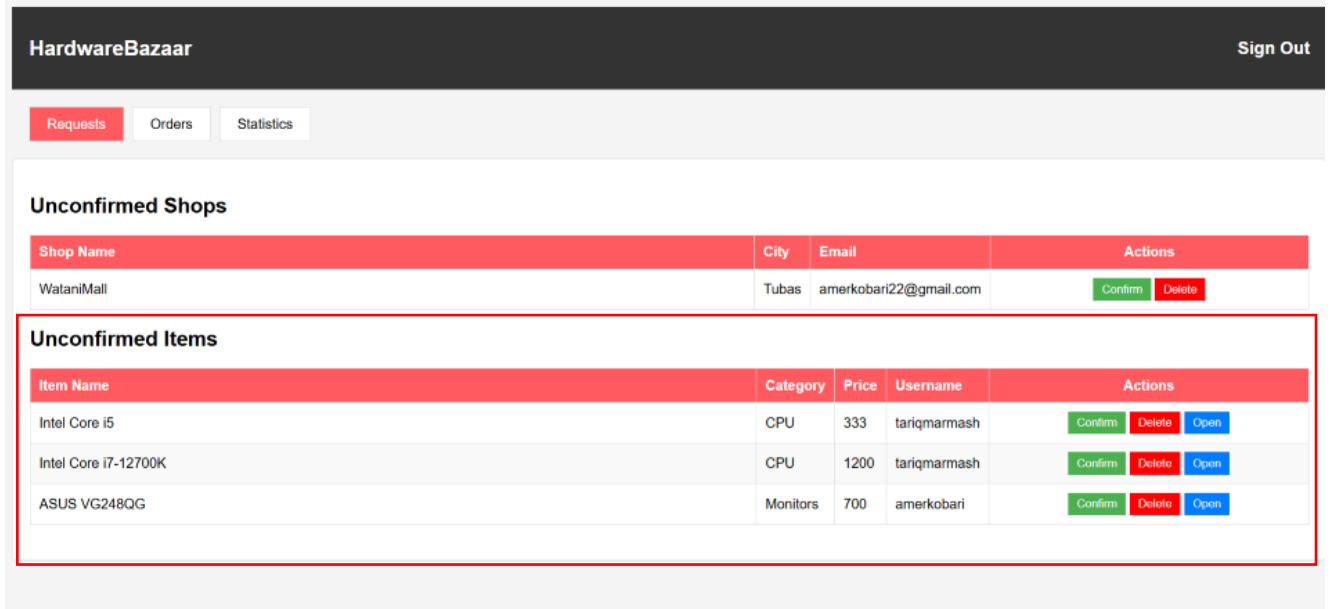 HardwareBazaar Sign Out
Requests Orders Statistics
Unconfirmed Shops
Shop Name City Email Actions
WataniMall Tubas amerkobari22@gmail.com Confirm Delete
Unconfirmed Items
Item Name Category Price Username Actions
Intel Core i5 CPU 333 tariqmarmash Confirm Delete Open
Intel Core i7-12700K CPU 1200 tariqmarmash Confirm Delete Open
ASUS VG248QG Monitors 700 amerkobari Confirm Delete Open